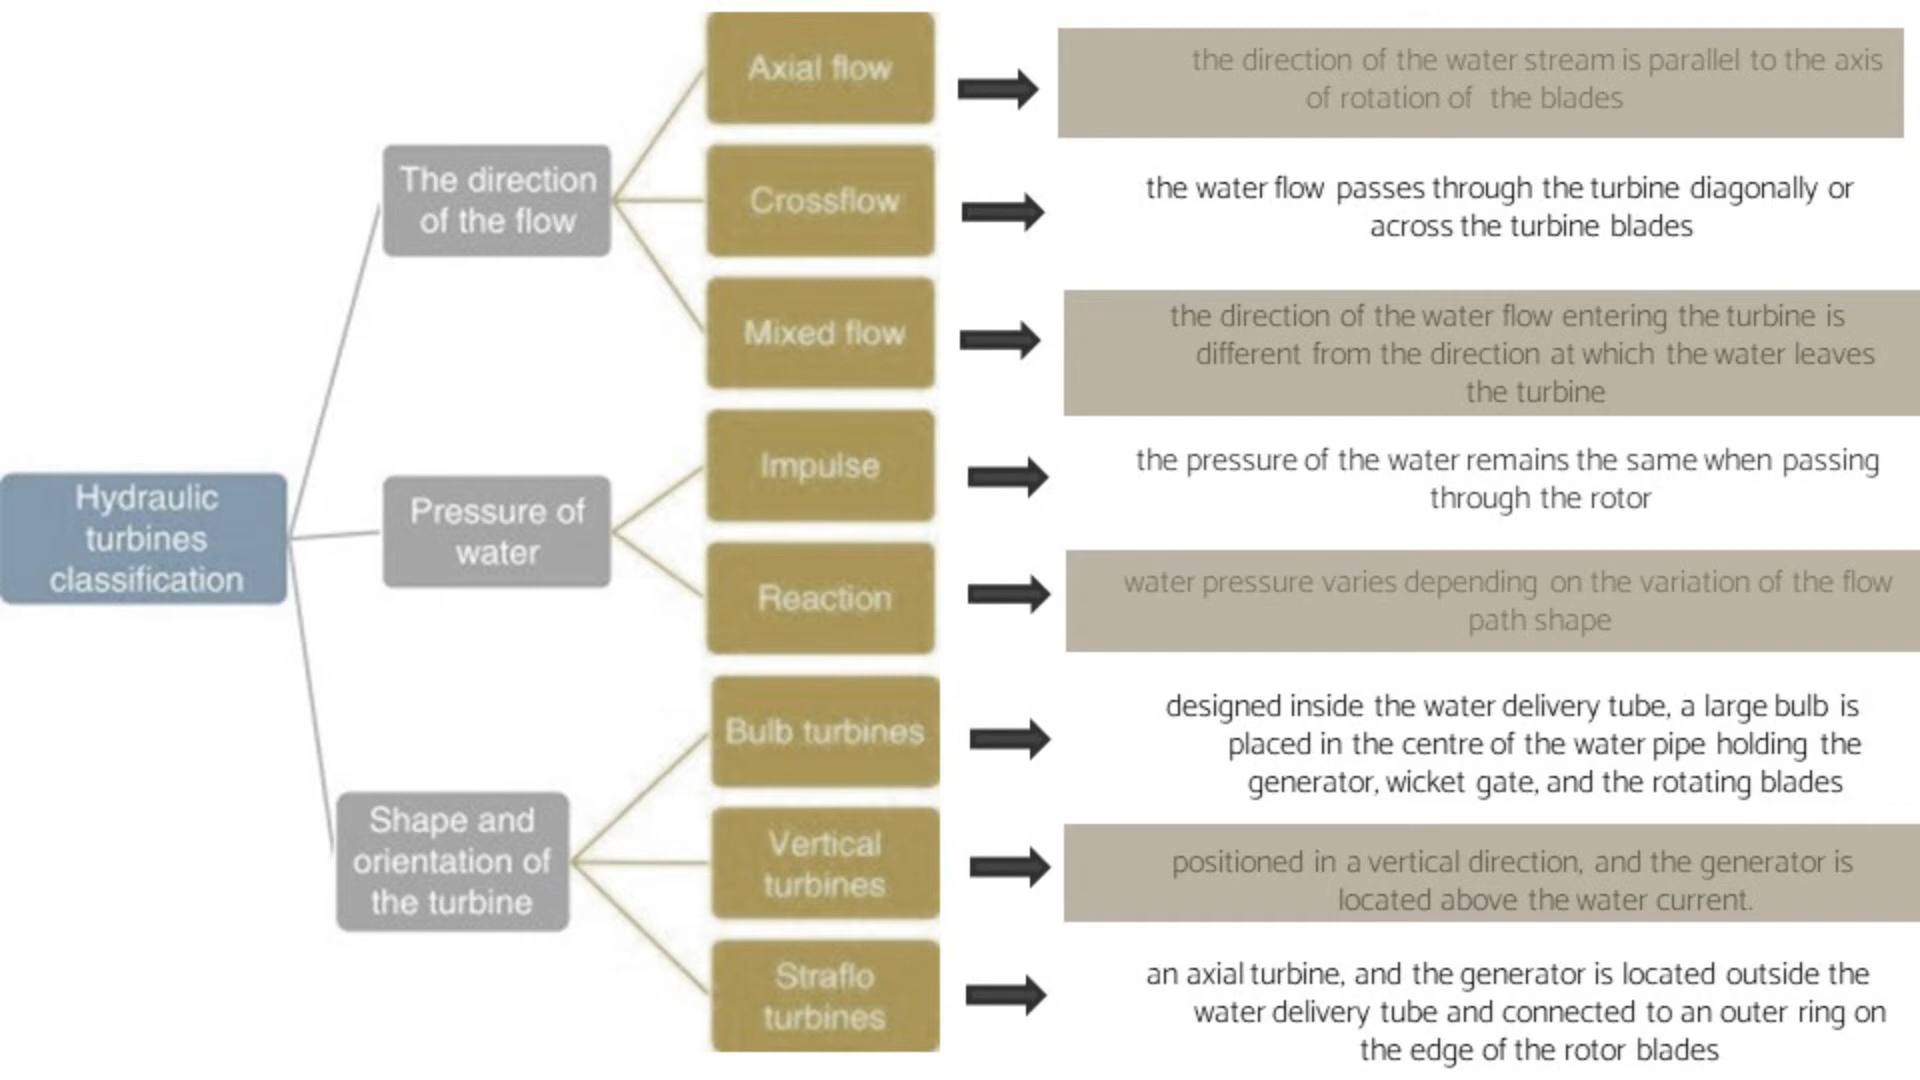 Hydraulic
turbines
classification
The direction
of the flow
Axial flow
the direction of the water stream is parallel to the axis
of rotation of the blades
Crossflow
the water flow passes through the turbine diagonally or
across the turbine blades
Mixed flow
the direction of the water flow entering the turbine is
different from the direction at which the water leaves
the turbine
Pressure of
water
Impulse
the pressure of the water remains the same when passing
through the rotor
Reaction
water pressure varies depending on the variation of the flow
path shape
Shape and
orientation of
the turbine
Bulb turbines
designed inside the water delivery tube, a large bulb is
placed in the centre of the water pipe holding the
generator, wicket gate, and the rotating blades
Vertical
turbines
positioned in a vertical direction, and the generator is
located above the water current.
Straflo
turbines
an axial turbine, and the generator is located outside the
water delivery tube and connected to an outer ring on
the edge of the rotor blades